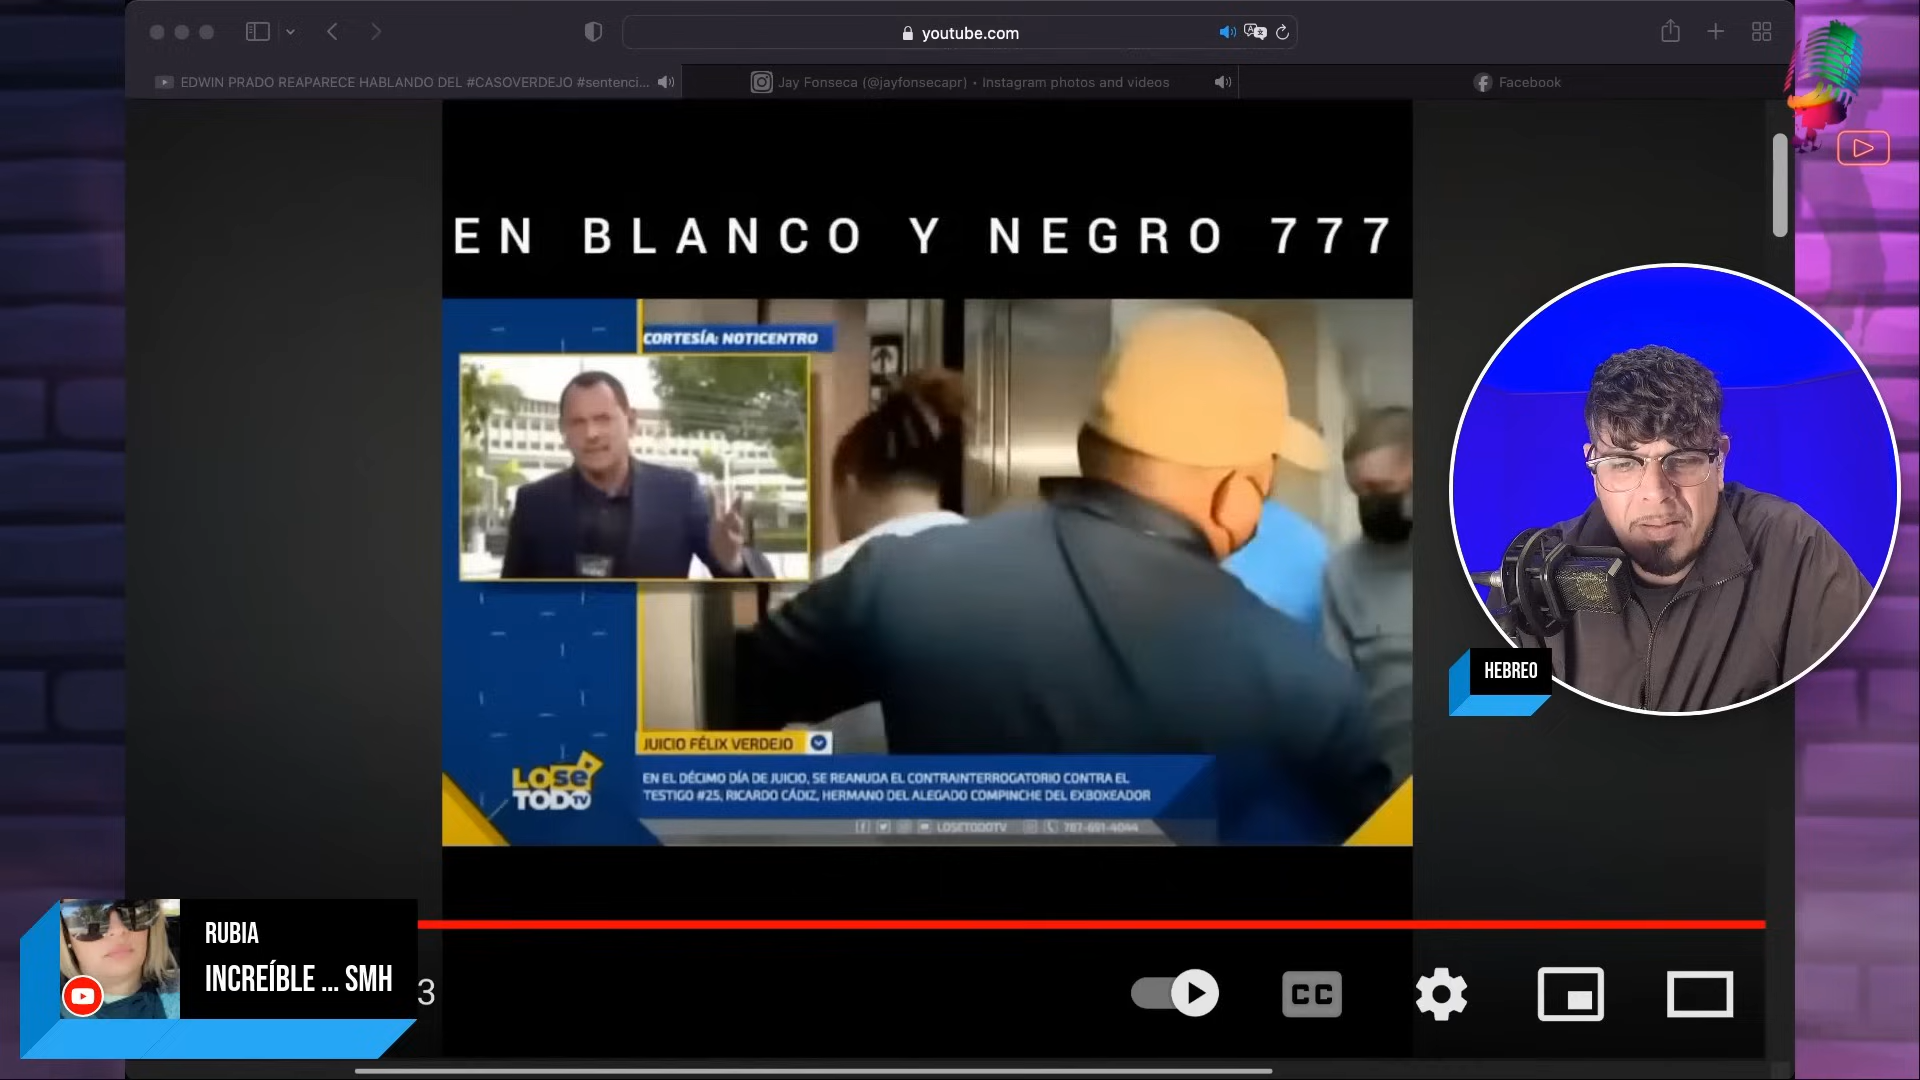 youtube.com
EDWIN PRADO REAPARECE HABLANDO DEL #CASOVERDEJO #sentenci...
Jay Fonseca (@jayfonsecapr) • Instagram photos and videos
Facebook
EN BLANCO Y NEGRO 777
CORTESÍA: NOTICENTRO
HEBREO
JUICIO FÉLIX VERDEJO
LO SE
TODO TV
EN EL DÉCIMO DÍA DE JUICIO, SE REANUDA EL CONTRAINTERROGATORIO CONTRA EL
TESTIGO #25, RICARDO CÁDIZ, HERMANO DEL ALEGADO COMPINCHE DEL EXBOXEADOR
LOSETODOTV 787-691-4044
RUBIA
INCREÍBLE ... SMH
3
CC